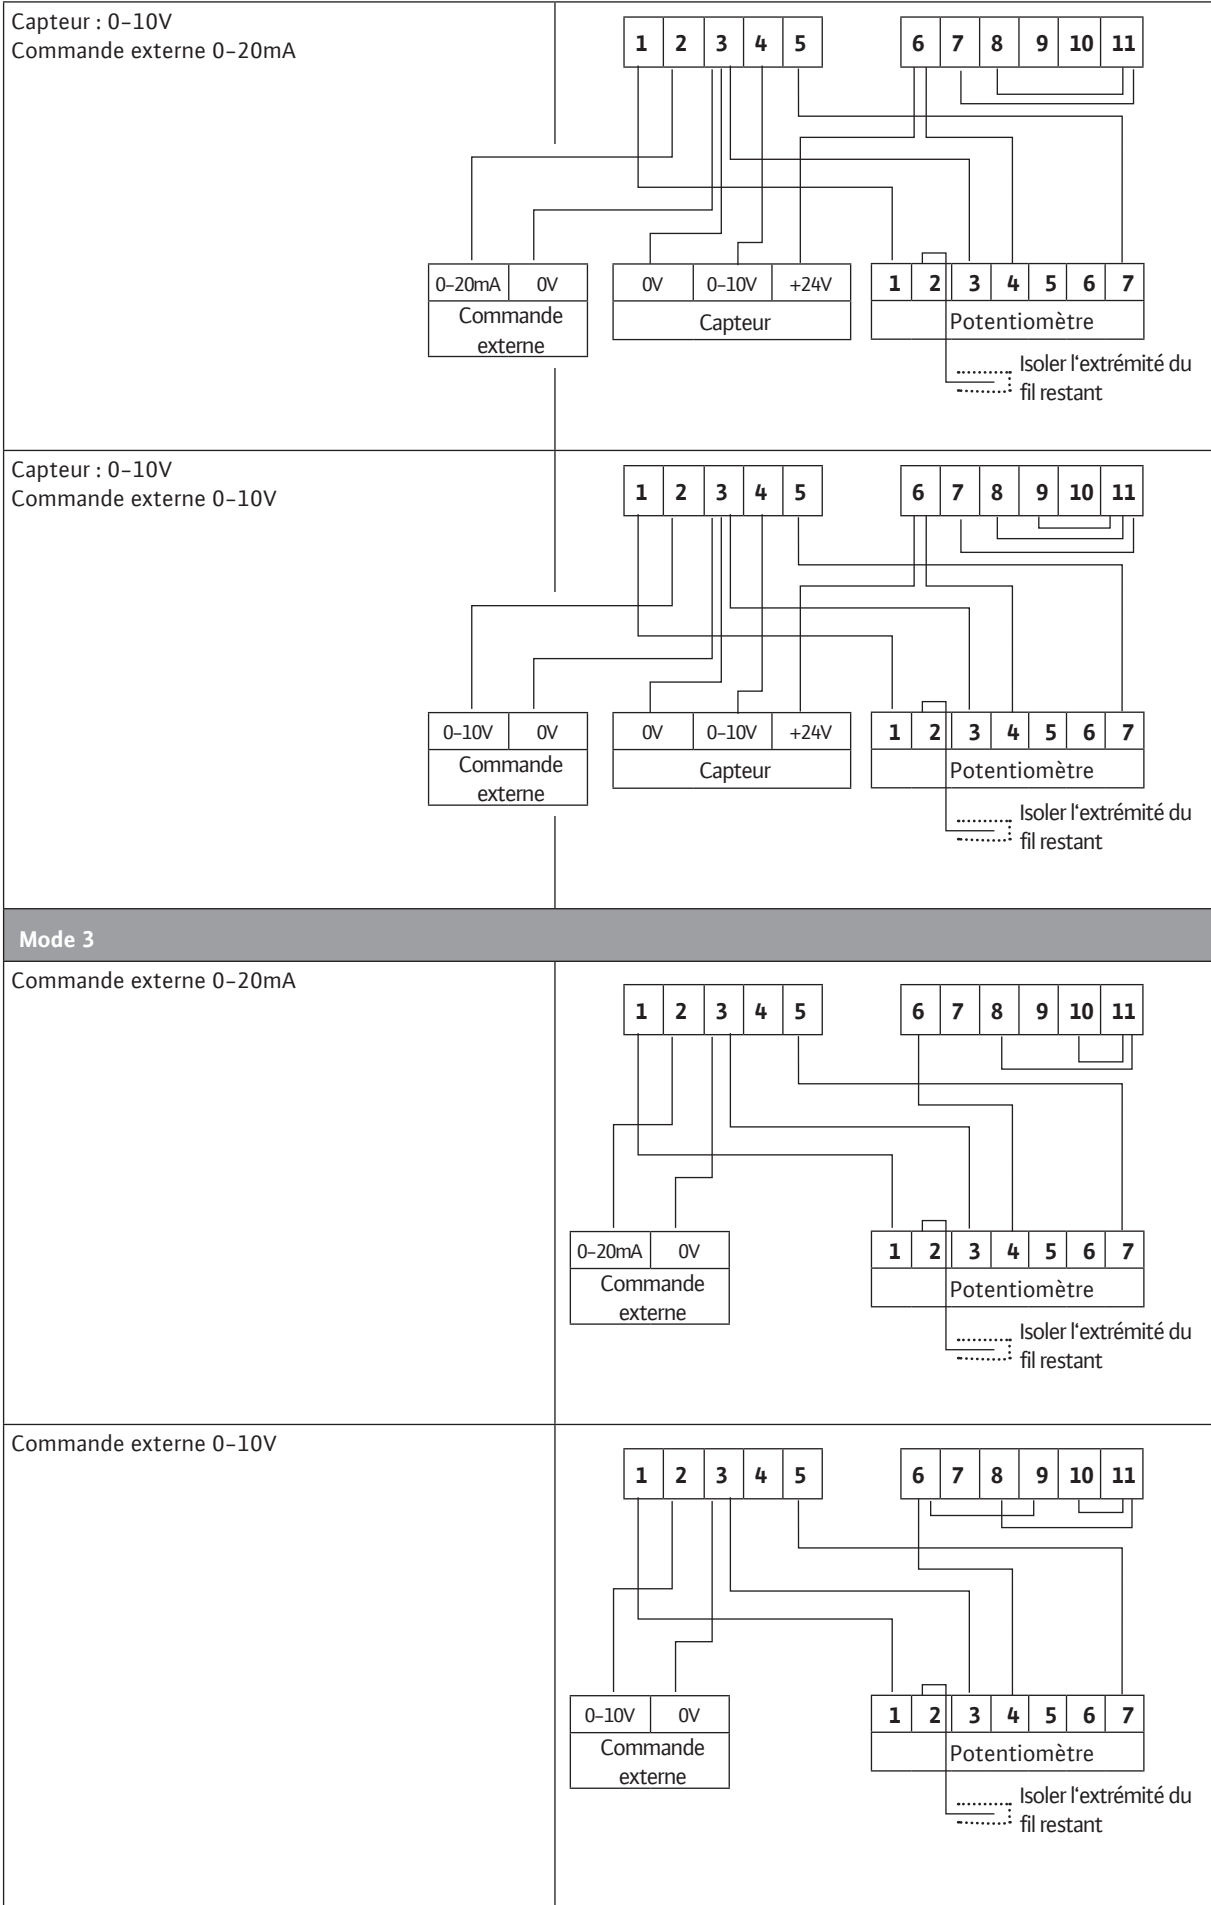 Capteur : 0–10V
Commande externe 0–20mA
1 2 3 4 5 6 7 8 9 10 11
0–20mA 0V 0V 0–10V +24V 1 2 3 4 5 6 7
Commande externe
Capteur
Potentiomètre
Isoler l‘extrémité du
fil restant
Capteur : 0–10V
Commande externe 0–10V
1 2 3 4 5 6 7 8 9 10 11
0–10V 0V 0V 0–10V +24V 1 2 3 4 5 6 7
Commande externe
Capteur
Potentiomètre
Isoler l‘extrémité du
fil restant
Mode 3
Commande externe 0–20mA
1 2 3 4 5 6 7 8 9 10 11
0–20mA 0V 1 2 3 4 5 6 7
Commande externe
Potentiomètre
Isoler l‘extrémité du
fil restant
Commande externe 0–10V
1 2 3 4 5 6 7 8 9 10 11
0–10V 0V 1 2 3 4 5 6 7
Commande externe
Potentiomètre
Isoler l‘extrémité du
fil restant